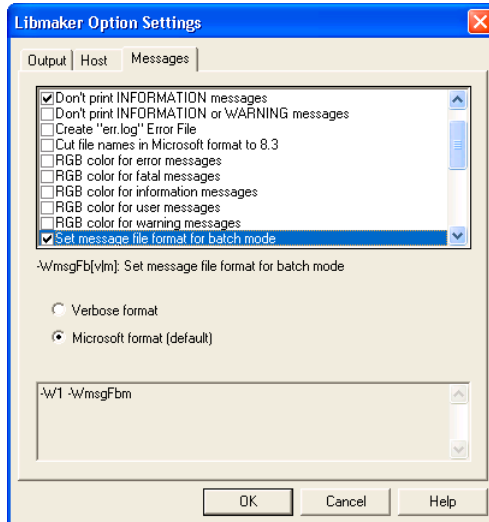 Libmaker Option Settings
Output Host Messages
Don't print INFORMATION messages
Don't print INFORMATION or WARNING messages
Create "err.log" Error File
Cut file names in Microsoft format to 8.3
RGB color for error messages
RGB color for fatal messages
RGB color for information messages
RGB color for user messages
RGB color for warning messages
Set message file format for batch mode
-WmsgFb[v|m]: Set message file format for batch mode
Verbose format
Microsoft format (default)
-W1 -WmsgFbm
OK Cancel Help